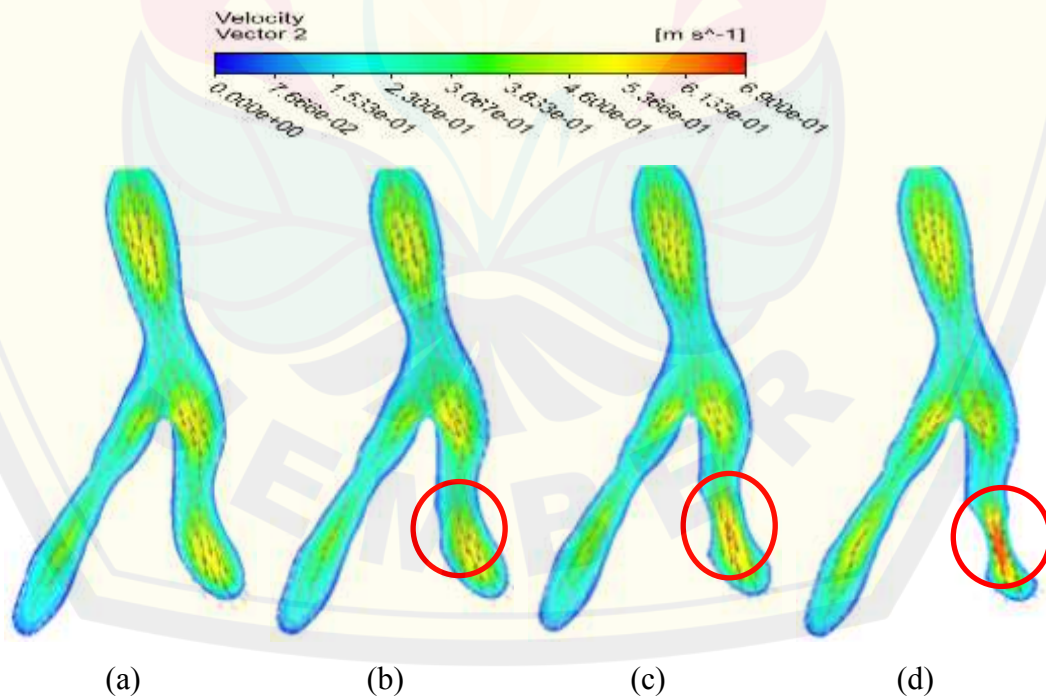 Velocity
Vector 2 [m s^-1]
0.000e+00 7.666e-02 1.533e-01 2.300e-01 3.067e-01 3.833e-01 4.600e-01 5.366e-01 6.133e-01 6.900e-01
JEMBER
(a) (b) (c) (d)